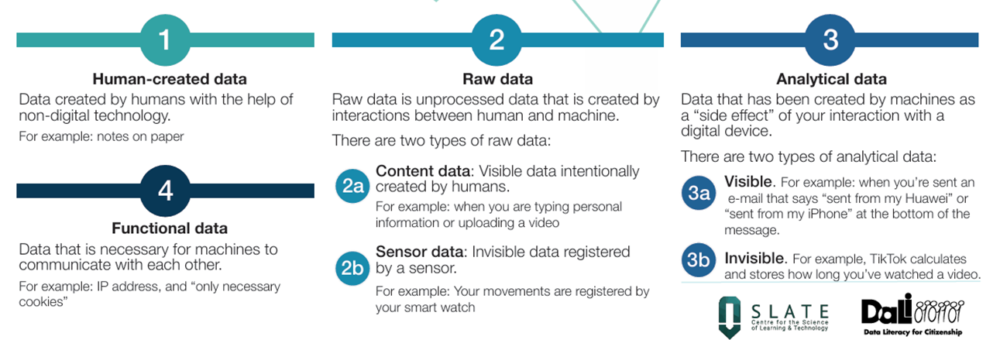 1
Human-created data
Data created by humans with the help of
non-digital technology.
For example: notes on paper
2
Raw data
Raw data is unprocessed data that is created by
interactions between human and machine.
There are two types of raw data:
2a
Content data: Visible data intentionally
created by humans.
For example: when you are typing personal
information or uploading a video
2b
Sensor data: Invisible data registered
by a sensor.
For example: Your movements are registered by
your smart watch
3
Analytical data
Data that has been created by machines as
a “side effect” of your interaction with a
digital device.
There are two types of analytical data:
3a
Visible. For example: when you’re sent an
e-mail that says “sent from my Huawei” or
“sent from my iPhone” at the bottom of the
message.
3b
Invisible. For example, TikTok calculates
and stores how long you’ve watched a video.
4
Functional data
Data that is necessary for machines to
communicate with each other.
For example: IP address, and “only necessary
cookies”
SLATE
Centre for the Science
of Learning & Technology
DaLi
Data Literacy for Citizenship